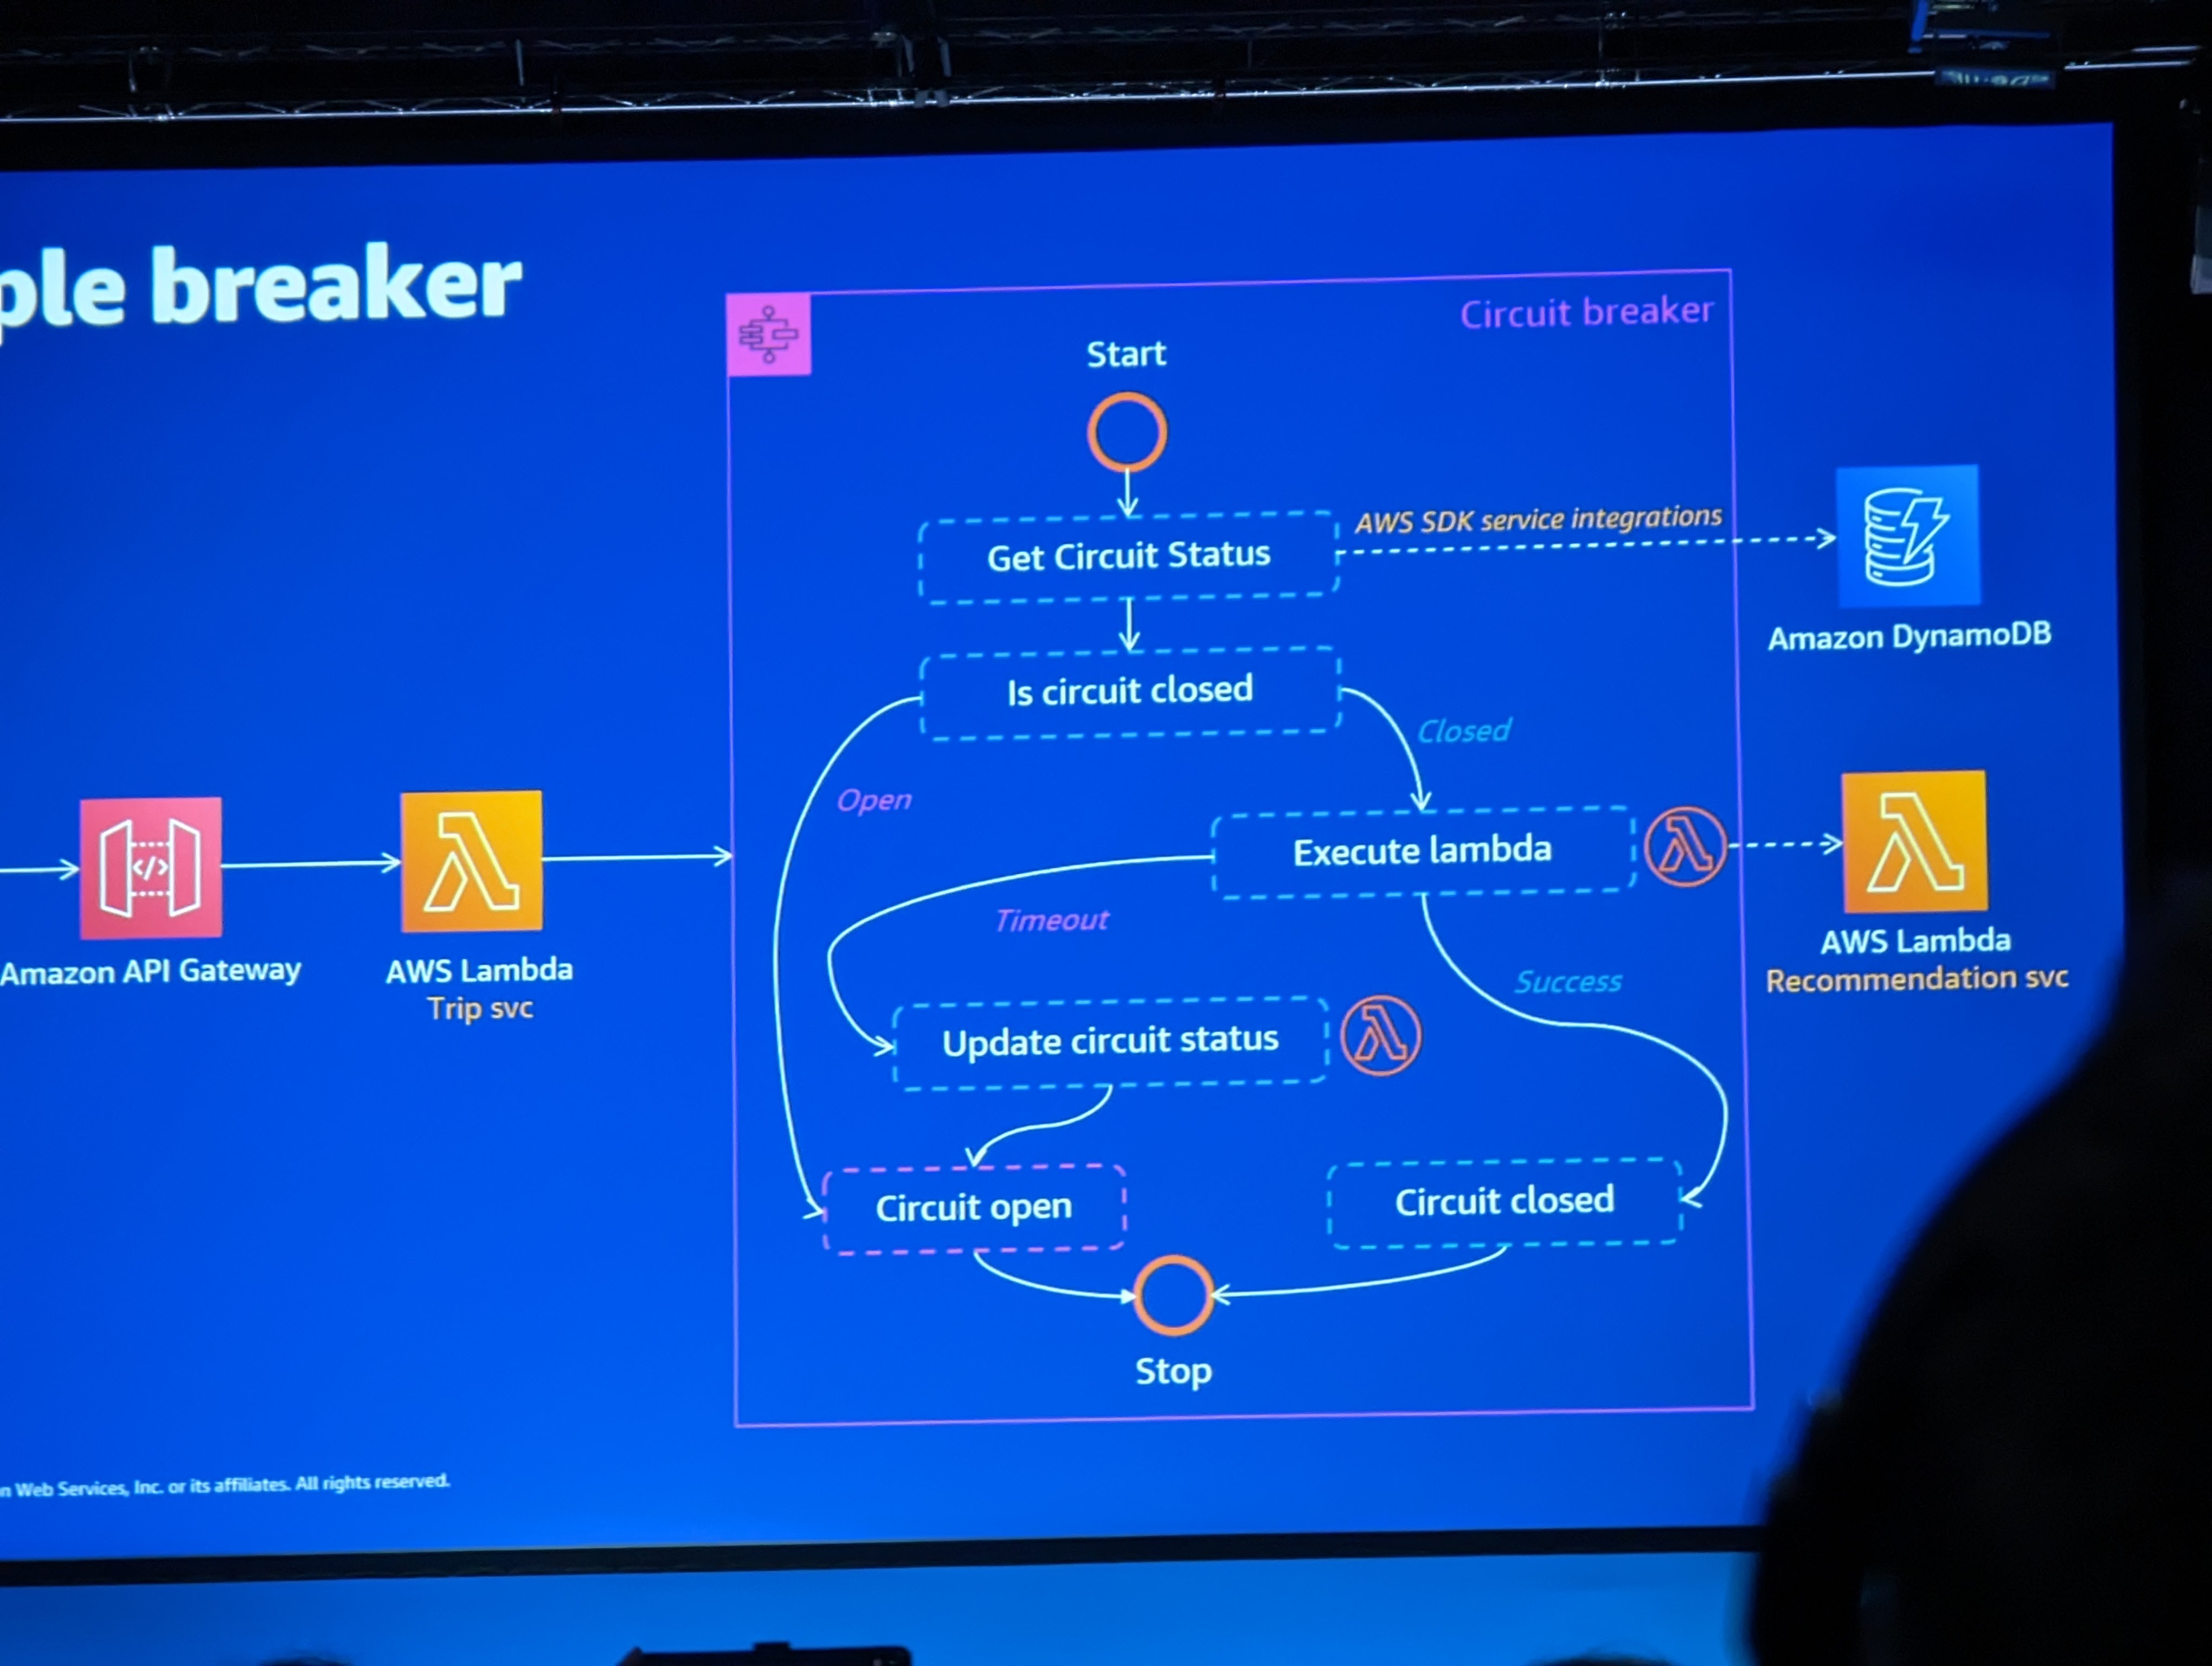 ple breaker
Circuit breaker
Start
Get Circuit Status
AWS SDK service integrations
Amazon DynamoDB
Is circuit closed
Closed
Open
Execute lambda
Timeout
Success
Amazon API Gateway
AWS Lambda
Trip svc
AWS Lambda
Recommendation svc
Update circuit status
Circuit open
Circuit closed
Stop
n Web Services, Inc. or its affiliates. All rights reserved.